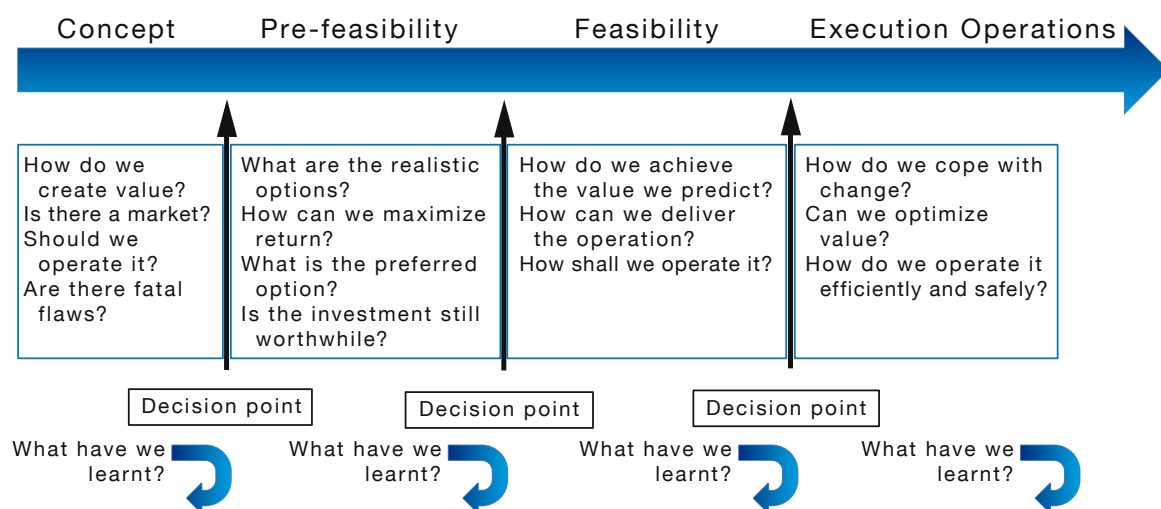 Concept
Pre-feasibility
Feasibility
Execution Operations
How do we
create value?
Is there a market?
Should we
operate it?
Are there fatal
flaws?
What are the realistic
options?
How can we maximize
return?
What is the preferred
option?
Is the investment still
worthwhile?
How do we achieve
the value we predict?
How can we deliver
the operation?
How shall we operate it?
How do we cope with
change?
Can we optimize
value?
How do we operate it
efficiently and safely?
Decision point
Decision point
Decision point
What have we
learnt?
What have we
learnt?
What have we
learnt?
What have we
learnt?